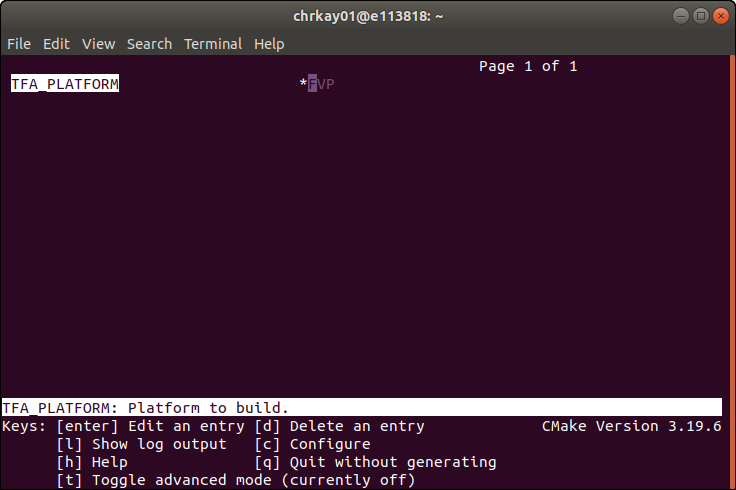 chrkay01@e113818: ~
File Edit View Search Terminal Help
Page 1 of 1
TFA_PLATFORM *FVP
TFA_PLATFORM: Platform to build.
Keys: [enter] Edit an entry [d] Delete an entry CMake Version 3.19.6
[l] Show log output [c] Configure
[h] Help [q] Quit without generating
[t] Toggle advanced mode (currently off)